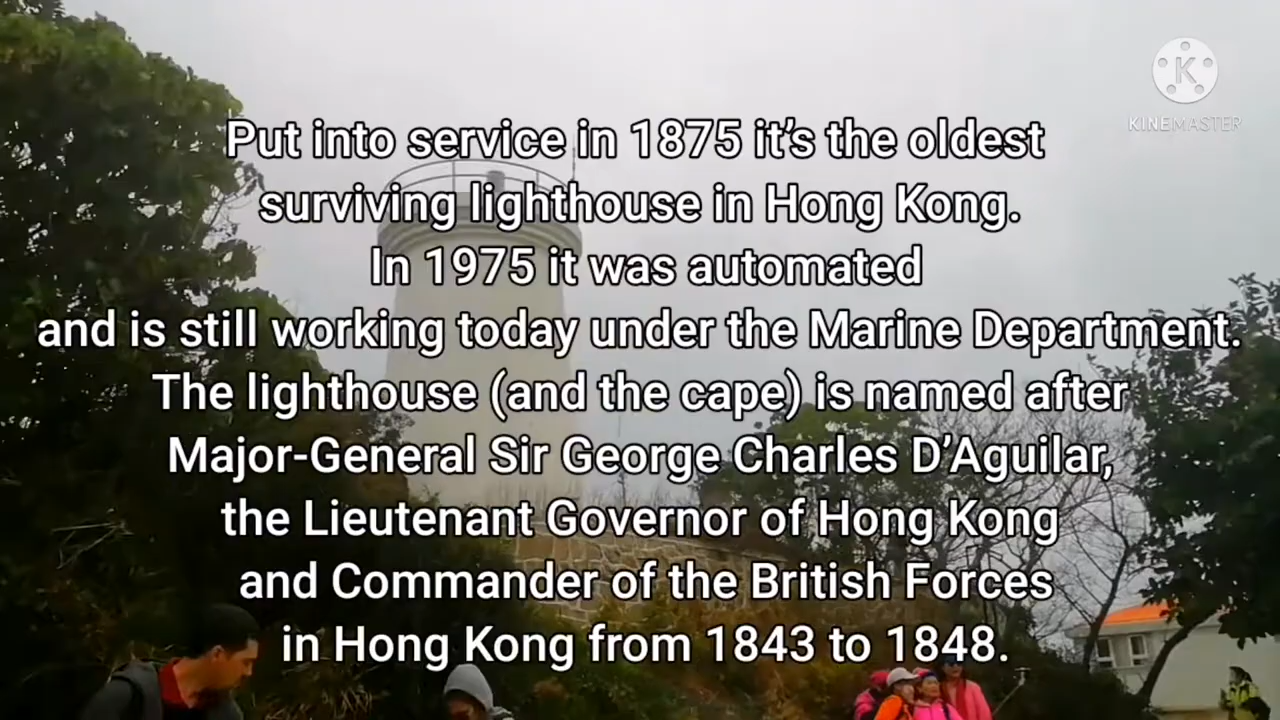 KINEMASTER
Put into service in 1875 it's the oldest
surviving lighthouse in Hong Kong.
In 1975 it was automated
and is still working today under the Marine Department.
The lighthouse (and the cape) is named after
Major-General Sir George Charles D'Aguilar,
the Lieutenant Governor of Hong Kong
and Commander of the British Forces
in Hong Kong from 1843 to 1848.